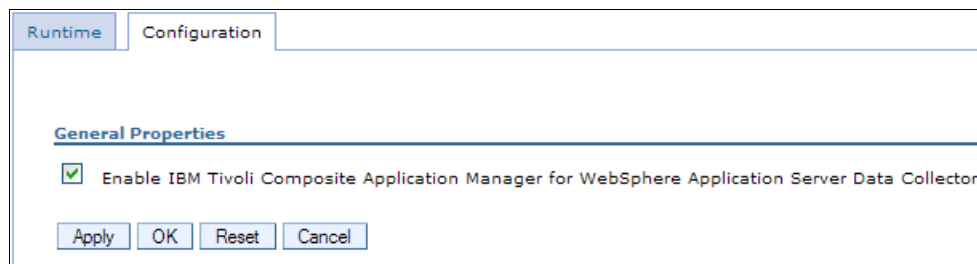 Runtime Configuration
General Properties
Enable IBM Tivoli Composite Application Manager for WebSphere Application Server Data Collector
Apply OK Reset Cancel